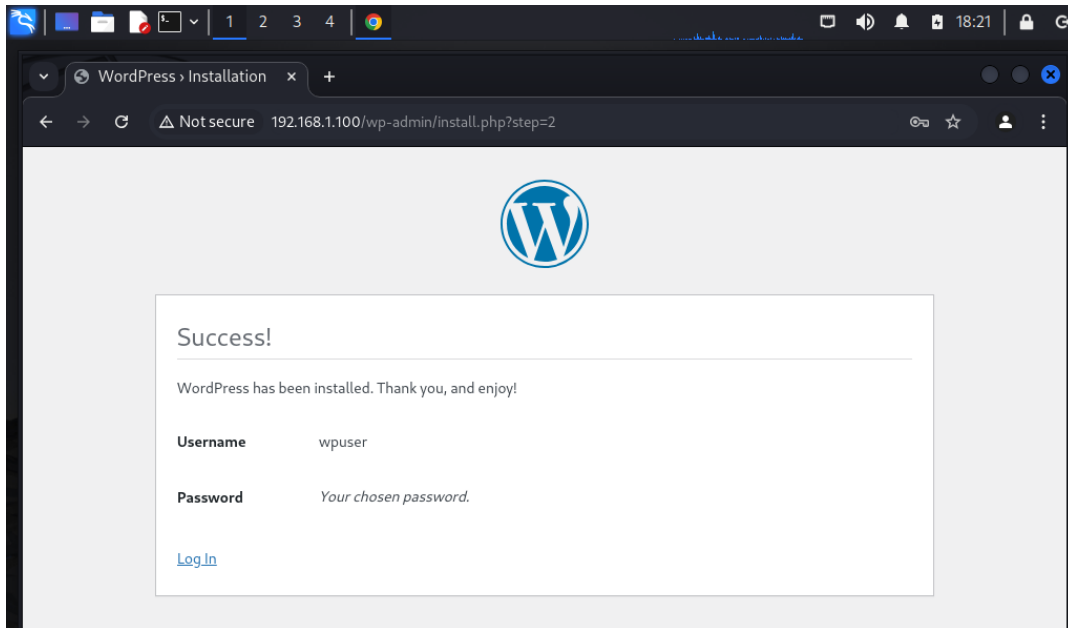 1 2 3 4 18:21
WordPress › Installation
Not secure 192.168.1.100/wp-admin/install.php?step=2
Success!
WordPress has been installed. Thank you, and enjoy!
Username wpuser
Password Your chosen password.
Log In